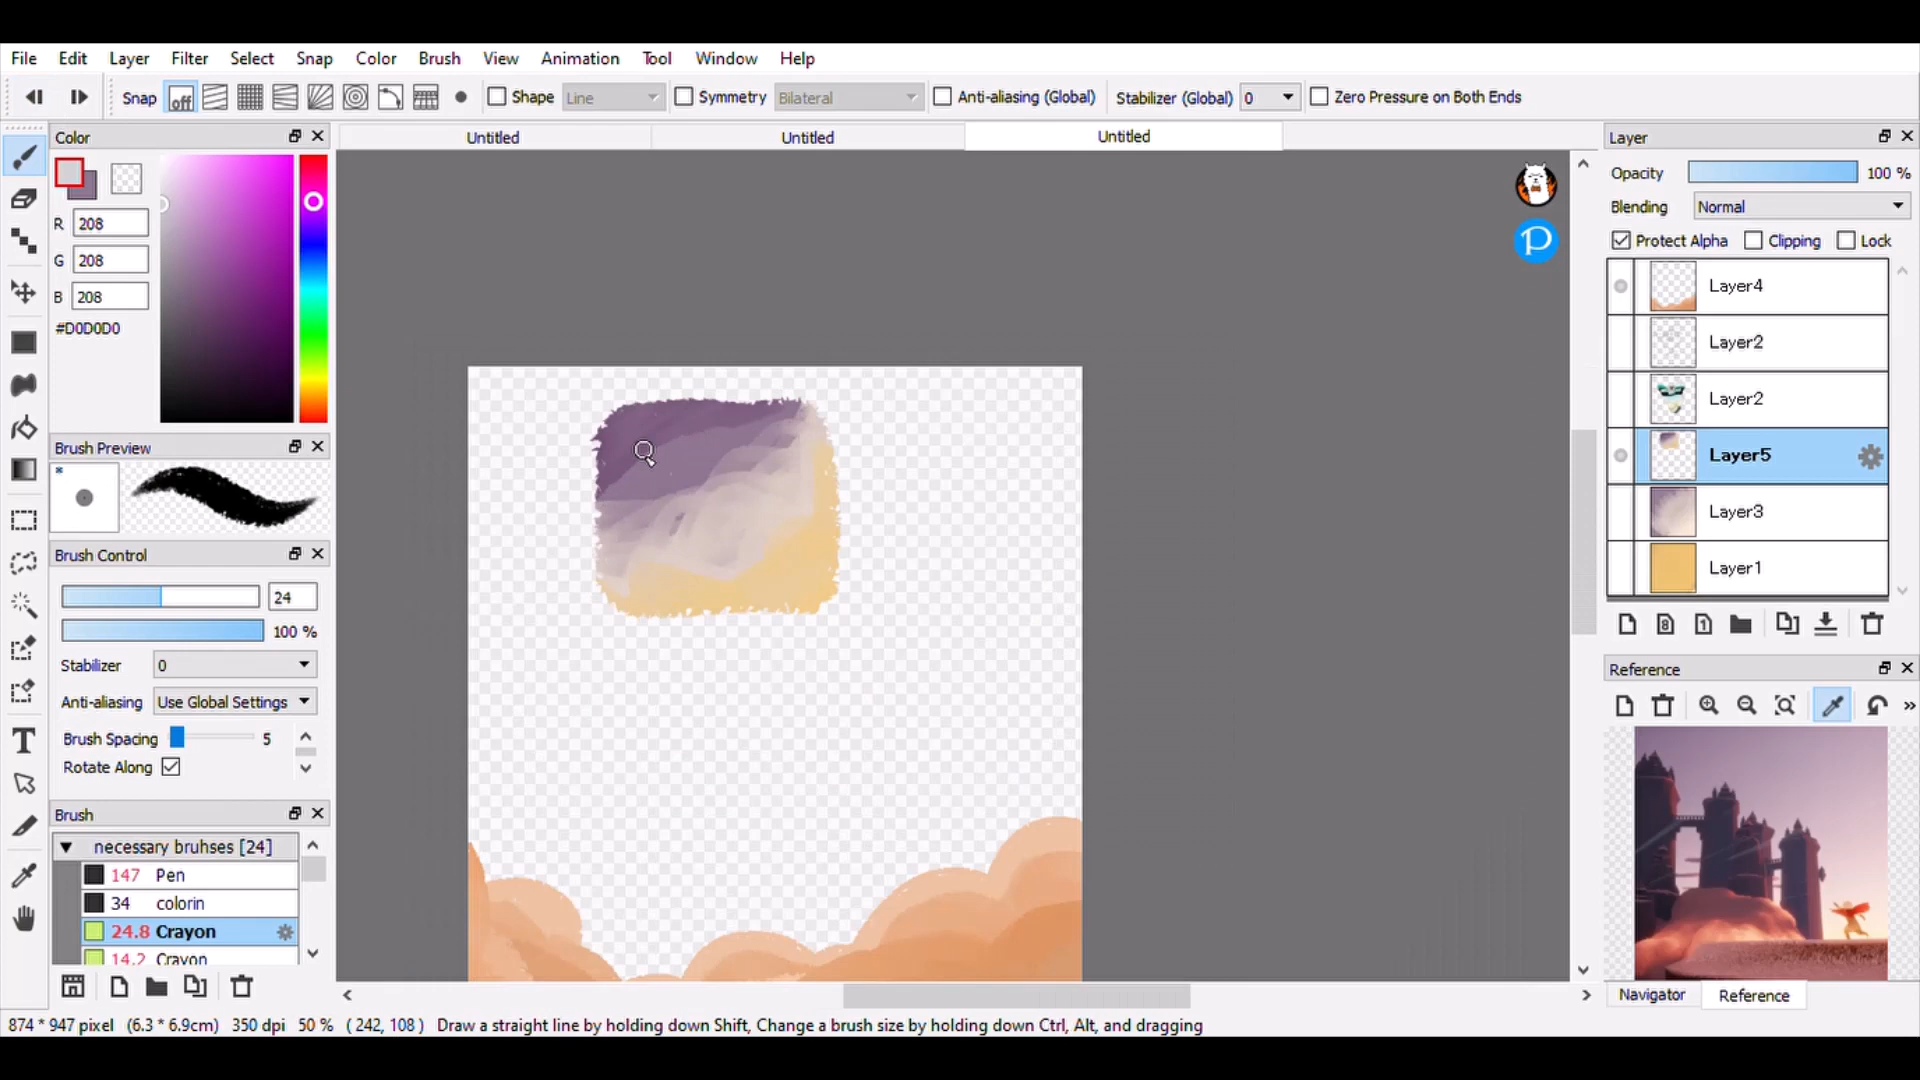 File Edit Layer Filter Select Snap Color Brush View Animation Tool Window Help
Snap off Shape Line Symmetry Bilateral Anti-aliasing (Global) Stabilizer (Global) 0 Zero Pressure on Both Ends
Color
Untitled Untitled Untitled
R 208
G 208
B 208
#D0D0D0
Brush Preview
*
Brush Control
24
100 %
Stabilizer 0
Anti-aliasing Use Global Settings
Brush Spacing 5
Rotate Along
Brush
necessary bruhses [24]
147 Pen
34 colorin
24.8 Crayon
14.2 Crayon
P
Layer
Opacity 100 %
Blending Normal
Protect Alpha Clipping Lock
Layer4
Layer2
Layer2
Layer5
Layer3
Layer1
8 1
Reference
»
Navigator Reference
874 * 947 pixel (6.3 * 6.9cm) 350 dpi 50 % ( 242, 108 ) Draw a straight line by holding down Shift, Change a brush size by holding down Ctrl, Alt, and dragging